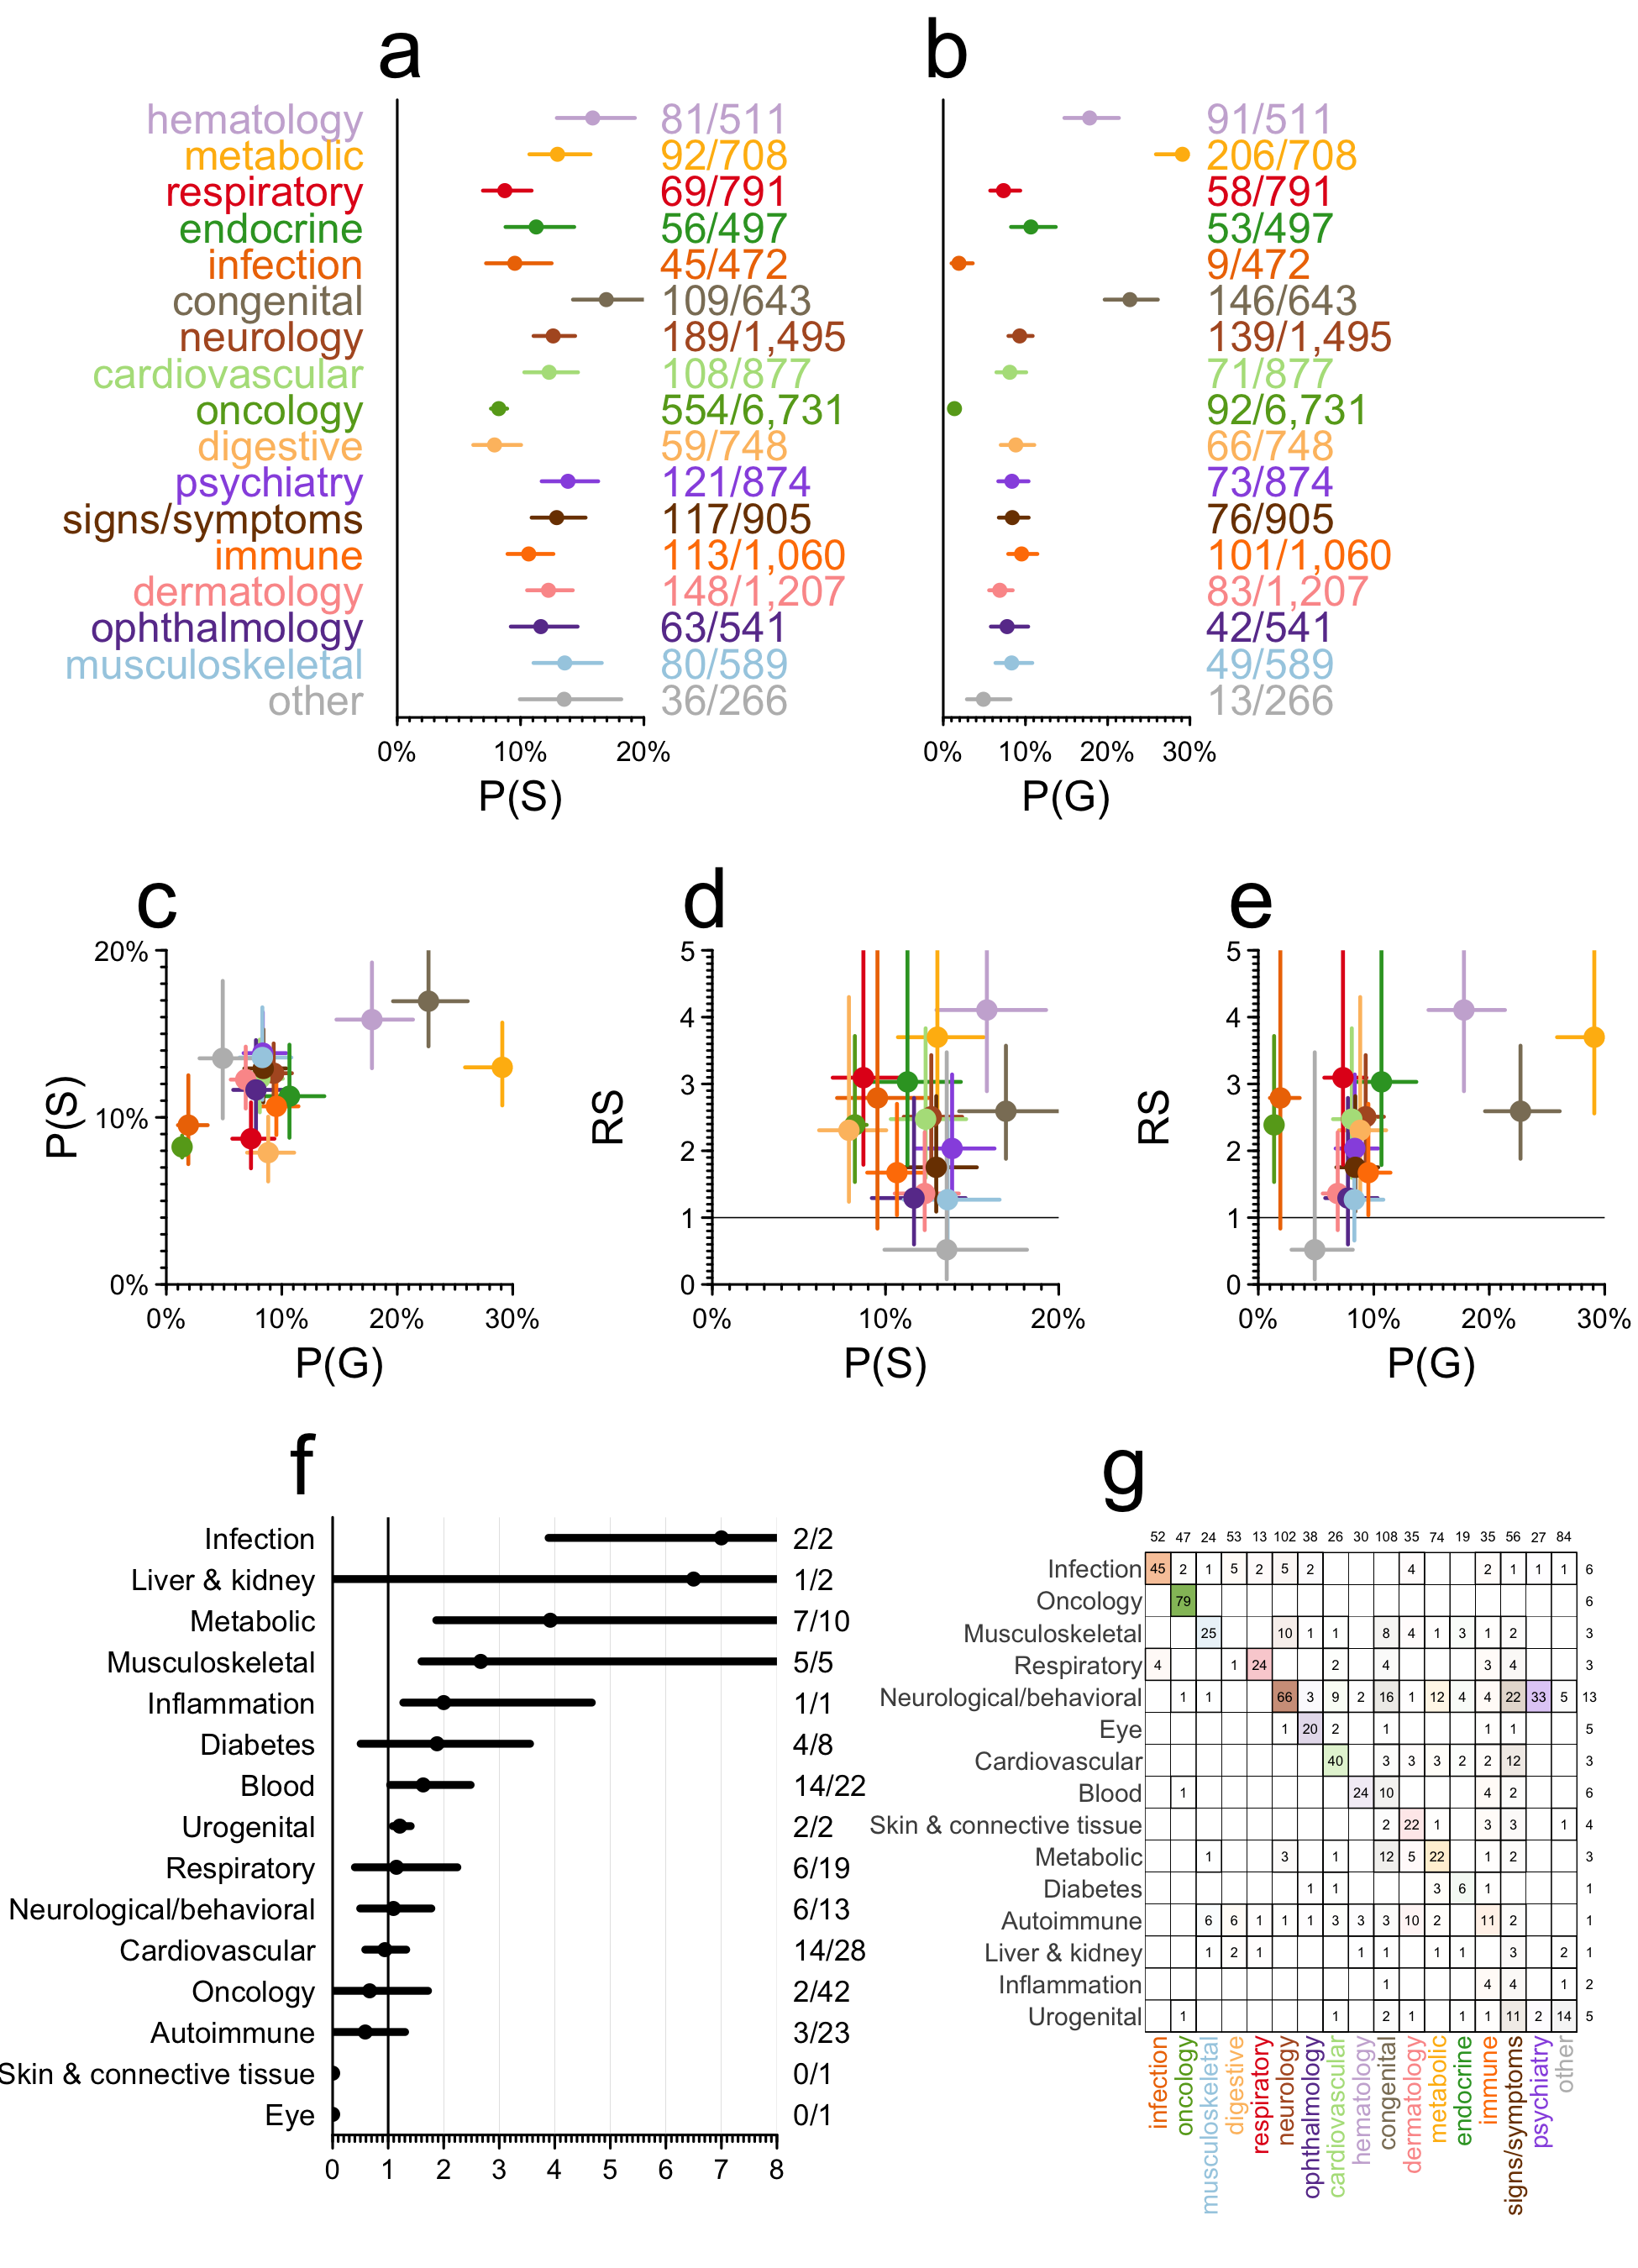 a
b
hematology 81/511 91/511
metabolic 92/708 206/708
respiratory 69/791 58/791
endocrine 56/497 53/497
infection 45/472 9/472
congenital 109/643 146/643
neurology 189/1,495 139/1,495
cardiovascular 108/877 71/877
oncology 554/6,731 92/6,731
digestive 59/748 66/748
psychiatry 121/874 73/874
signs/symptoms 117/905 76/905
immune 113/1,060 101/1,060
dermatology 148/1,207 83/1,207
ophthalmology 63/541 42/541
musculoskeletal 80/589 49/589
other 36/266 13/266
0% 10% 20%
P(S)
0% 10% 20% 30%
P(G)
c
20%
10%
0%
P(S)
0% 10% 20% 30%
P(G)
d
5
4
3
2
1
0
RS
0% 10% 20%
P(S)
e
5
4
3
2
1
0
RS
0% 10% 20% 30%
P(G)
f
Infection 2/2
Liver & kidney 1/2
Metabolic 7/10
Musculoskeletal 5/5
Inflammation 1/1
Diabetes 4/8
Blood 14/22
Urogenital 2/2
Respiratory 6/19
Neurological/behavioral 6/13
Cardiovascular 14/28
Oncology 2/42
Autoimmune 3/23
Skin & connective tissue 0/1
Eye 0/1
0 1 2 3 4 5 6 7 8
g
52 47 24 53 13 102 38 26 30 108 35 74 19 35 56 27 84
Infection 45 2 1 5 2 5 2 4 2 1 1 1 6
Oncology 79 6
Musculoskeletal 25 10 1 1 8 4 1 3 1 2 3
Respiratory 4 1 24 2 4 3 4 3
Neurological/behavioral 1 1 66 3 9 2 16 1 12 4 4 22 33 5 13
Eye 1 20 2 1 1 1 5
Cardiovascular 40 3 3 3 2 2 12 3
Blood 1 24 10 4 2 6
Skin & connective tissue 2 22 1 3 3 1 4
Metabolic 1 3 1 12 5 22 1 2 3
Diabetes 1 1 3 6 1 1
Autoimmune 6 6 1 1 1 3 3 3 10 2 11 2 1
Liver & kidney 1 2 1 1 1 1 1 3 2 1
Inflammation 1 4 4 1 2
Urogenital 1 1 2 1 1 1 11 2 14 5
infection
oncology
musculoskeletal
digestive
respiratory
neurology
ophthalmology
cardiovascular
hematology
congenital
dermatology
metabolic
endocrine
immune
signs/symptoms
psychiatry
other